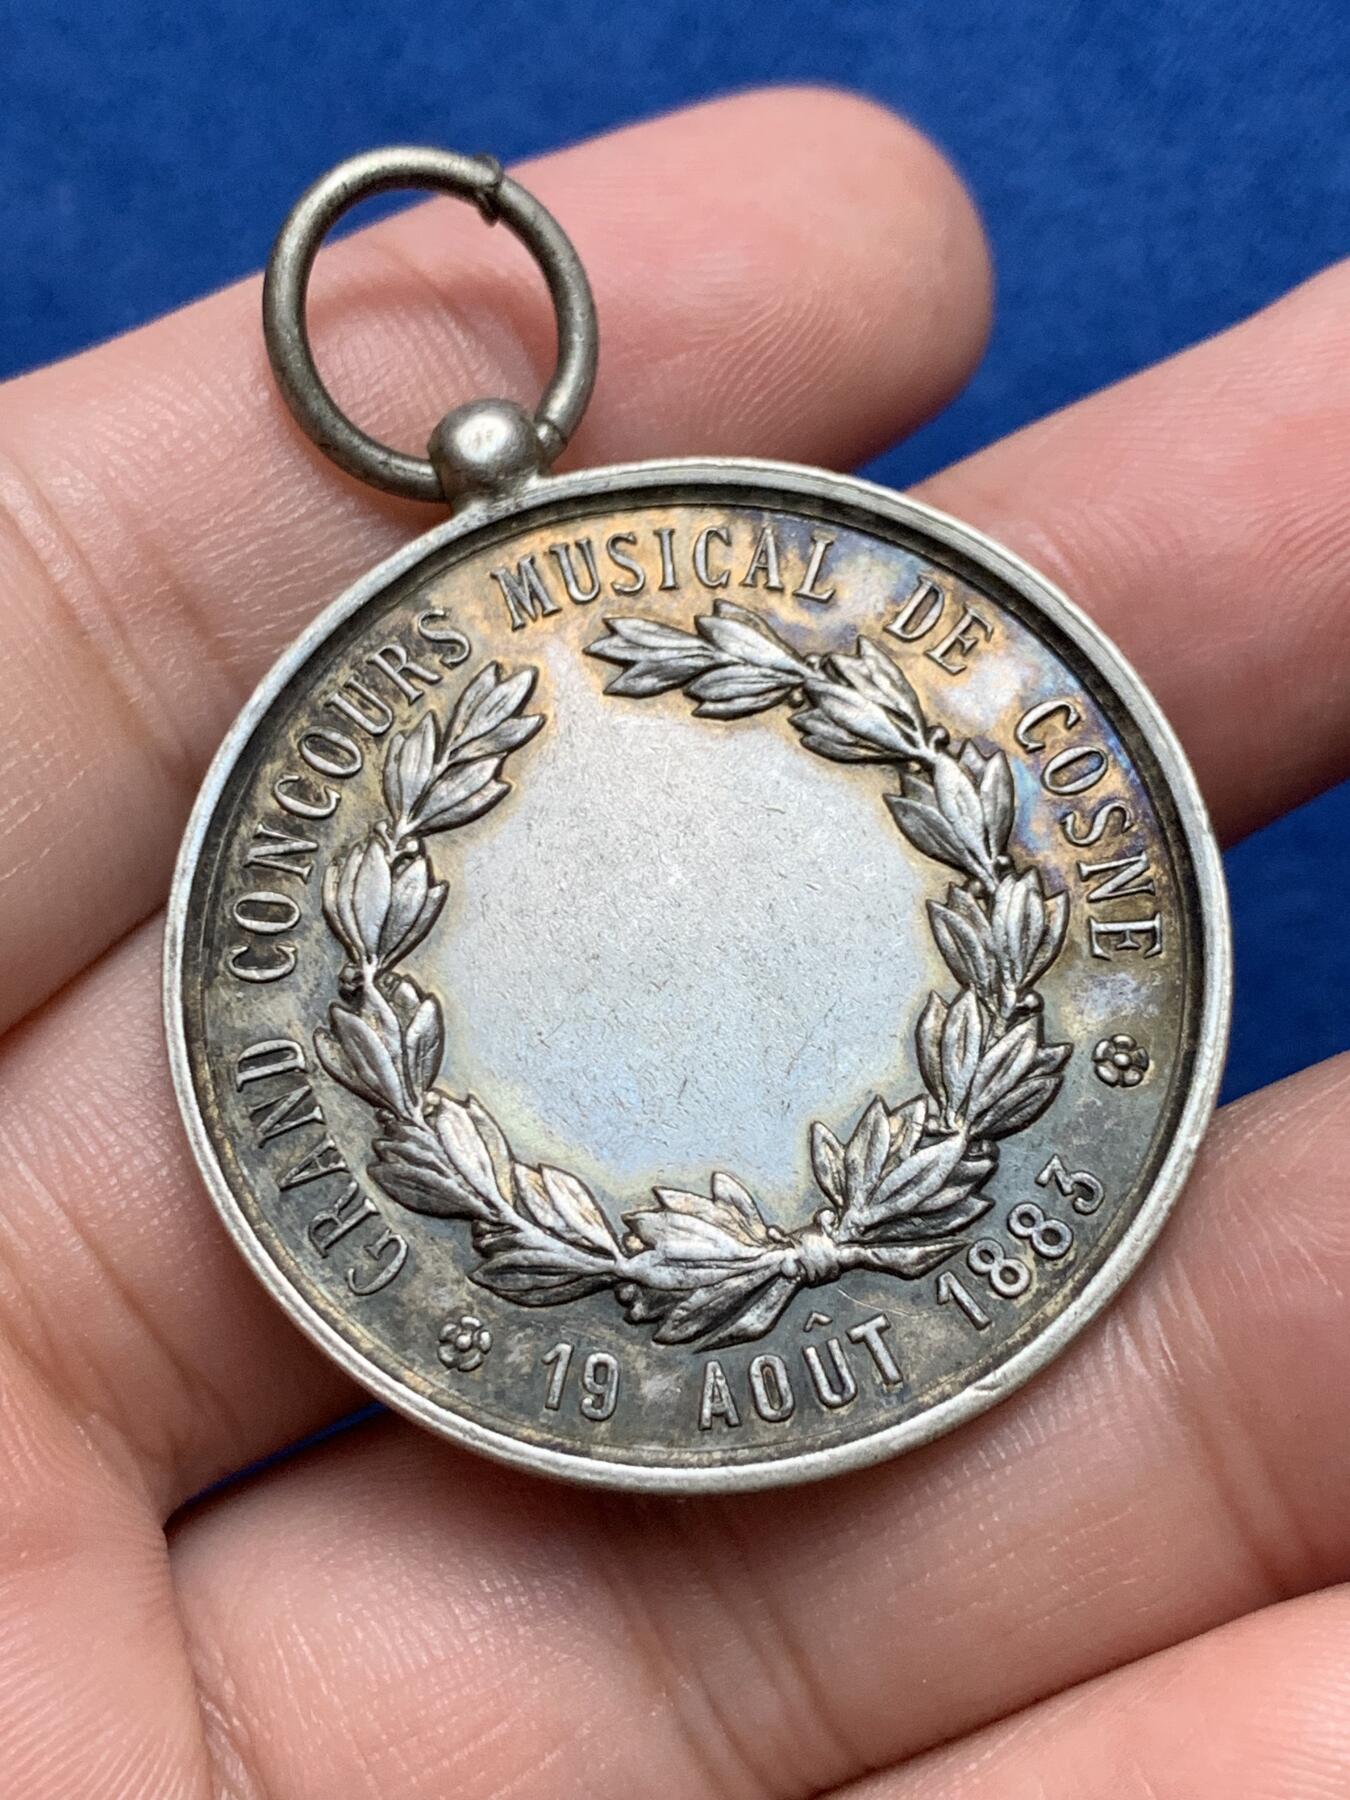 GRAND CONCOURS MUSICAL DE COSNE
19 AOÛT 1883